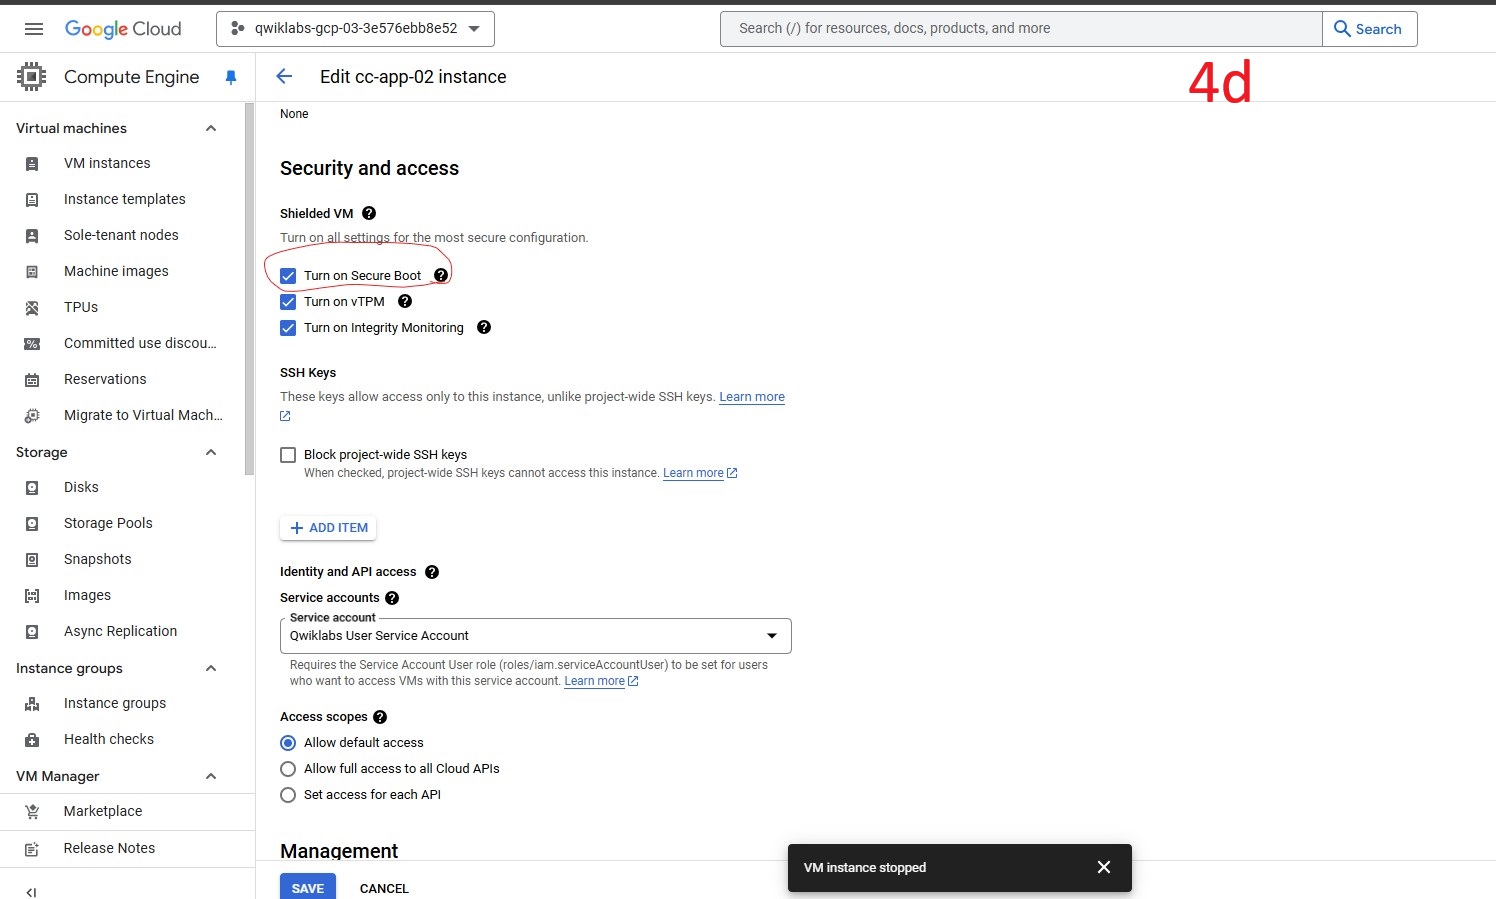 Google Cloud
qwiklabs-gcp-03-3e576ebb8e52
Search (/) for resources, docs, products, and more
Search
Compute Engine
Edit cc-app-02 instance
4d
Virtual machines
VM instances
Instance templates
Sole-tenant nodes
Machine images
TPUs
Committed use discou...
Reservations
Migrate to Virtual Mach...
Storage
Disks
Storage Pools
Snapshots
Images
Async Replication
Instance groups
Instance groups
Health checks
VM Manager
Marketplace
Release Notes
None
Security and access
Shielded VM
Turn on all settings for the most secure configuration.
Turn on Secure Boot
Turn on vTPM
Turn on Integrity Monitoring
SSH Keys
These keys allow access only to this instance, unlike project-wide SSH keys. Learn more
Block project-wide SSH keys
When checked, project-wide SSH keys cannot access this instance. Learn more
+ ADD ITEM
Identity and API access
Service accounts
Service account
Qwiklabs User Service Account
Requires the Service Account User role (roles/iam.serviceAccountUser) to be set for users
who want to access VMs with this service account. Learn more
Access scopes
Allow default access
Allow full access to all Cloud APIs
Set access for each API
Management
SAVE
CANCEL
VM instance stopped